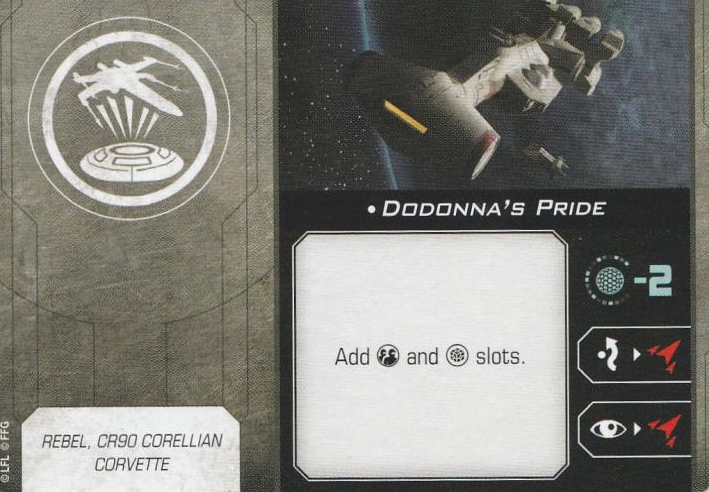 • DODONNA'S PRIDE
-2
Add and slots.
REBEL, CR90 CORELLIAN
CORVETTE
©LFL ©FFG